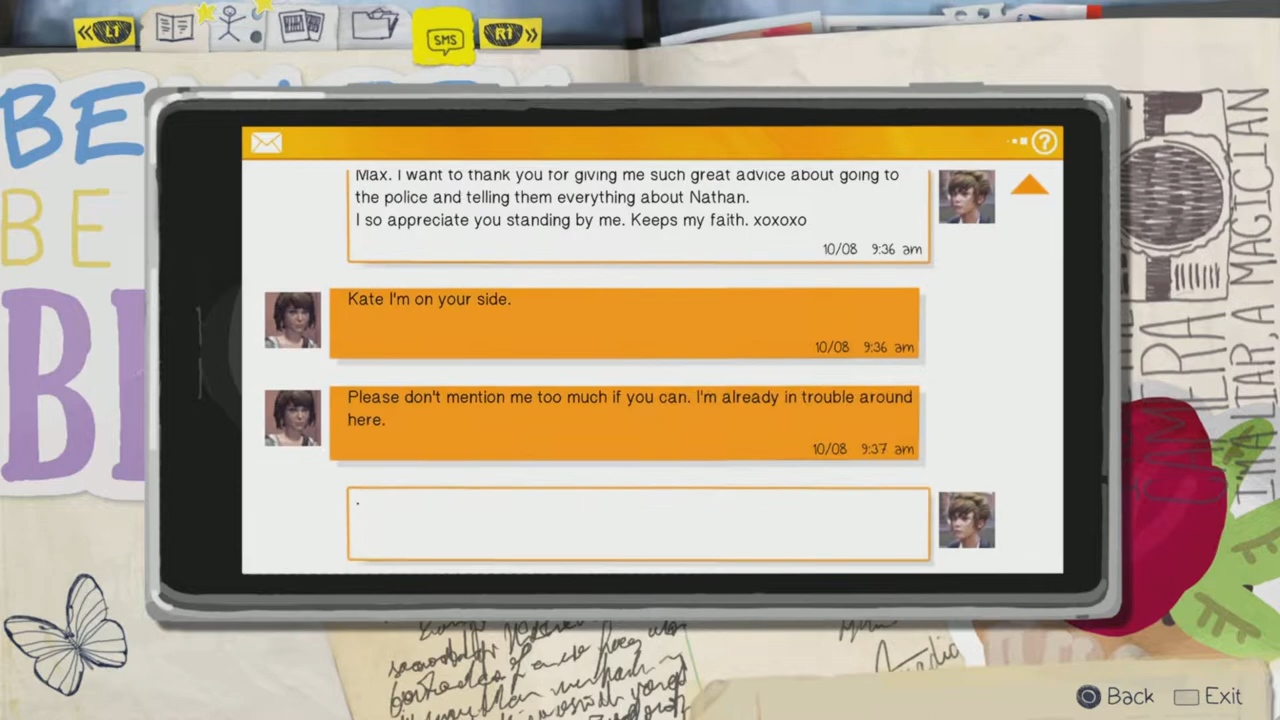 L1
SMS
R1
BE
BE
Max. I want to thank you for giving me such great advice about going to
the police and telling them everything about Nathan.
I so appreciate you standing by me. Keeps my faith. xoxoxo
10/08 9:36 am
Kate I'm on your side.
10/08 9:36 am
Please don't mention me too much if you can. I'm already in trouble around
here.
10/08 9:37 am
.
?
CAMERA
LIAR, A MAGICIAN
Back
Exit